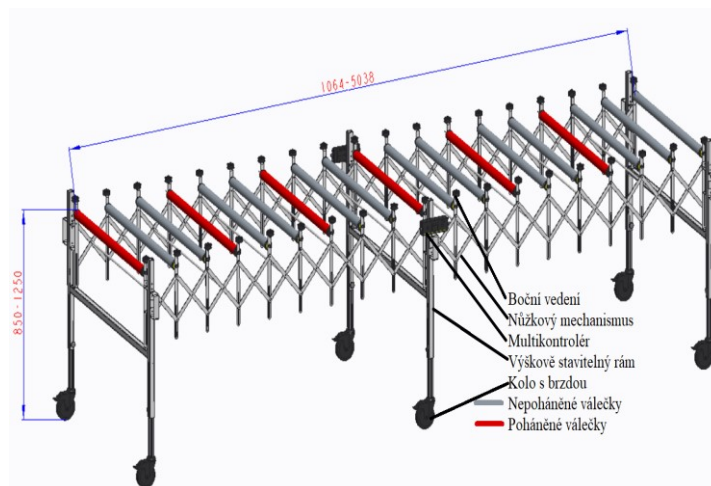 1064-5038
850-1250
Boční vedení
Nůžkový mechanismus
Multikontrolér
Výškově stavitelný rám
Kolo s brzdou
Nepoháněné válečky
Poháněné válečky